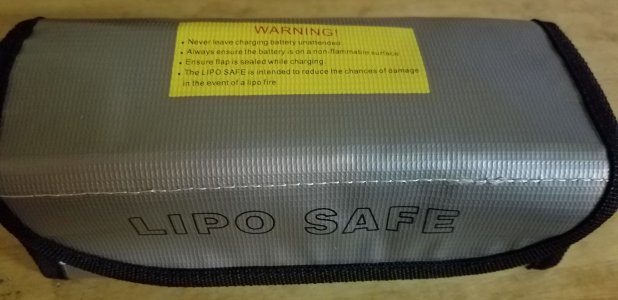 WARNING!
• Never leave charging battery unattended.
• Always ensure the battery is on a non-flammable surface.
• Ensure flap is sealed while charging.
• The LIPO SAFE is intended to reduce the chances of damage
in the event of a lipo fire.
LIPO SAFE